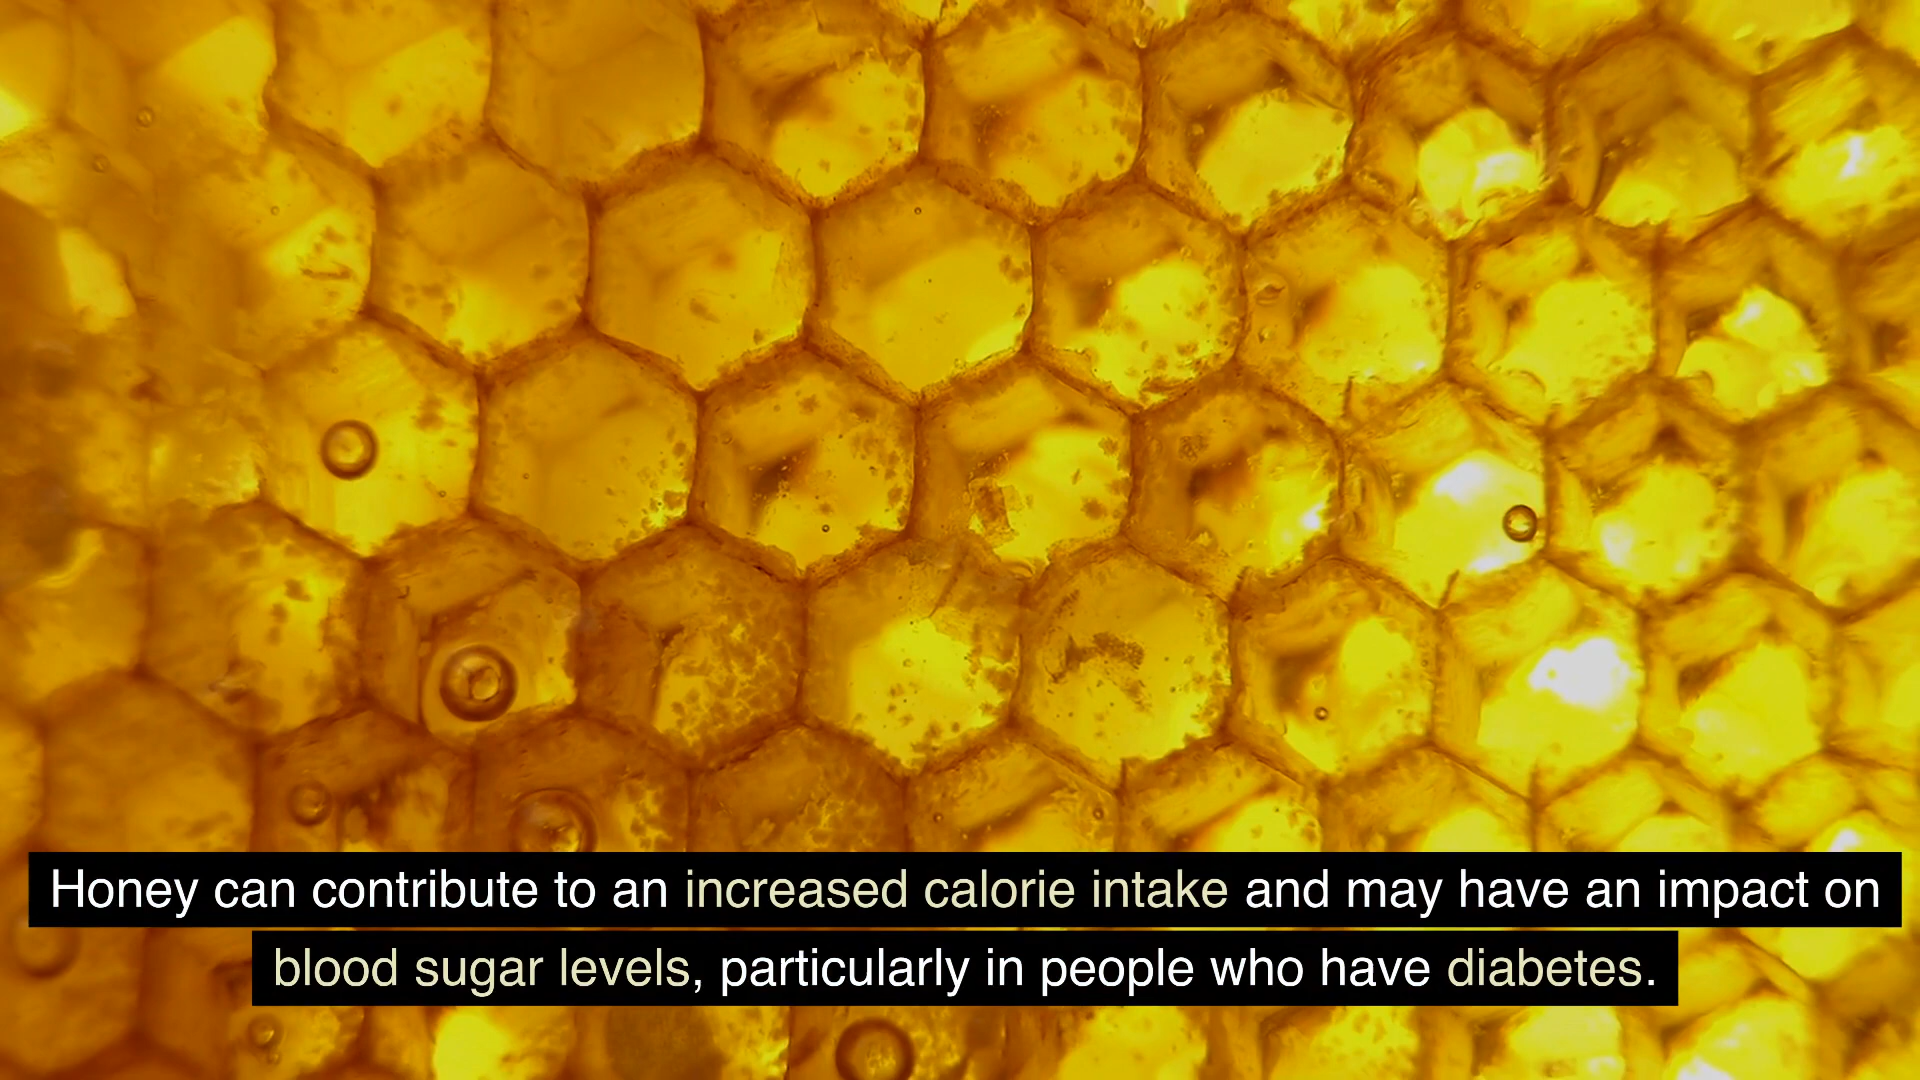 Honey can contribute to an increased calorie intake and may have an impact on
blood sugar levels, particularly in people who have diabetes.